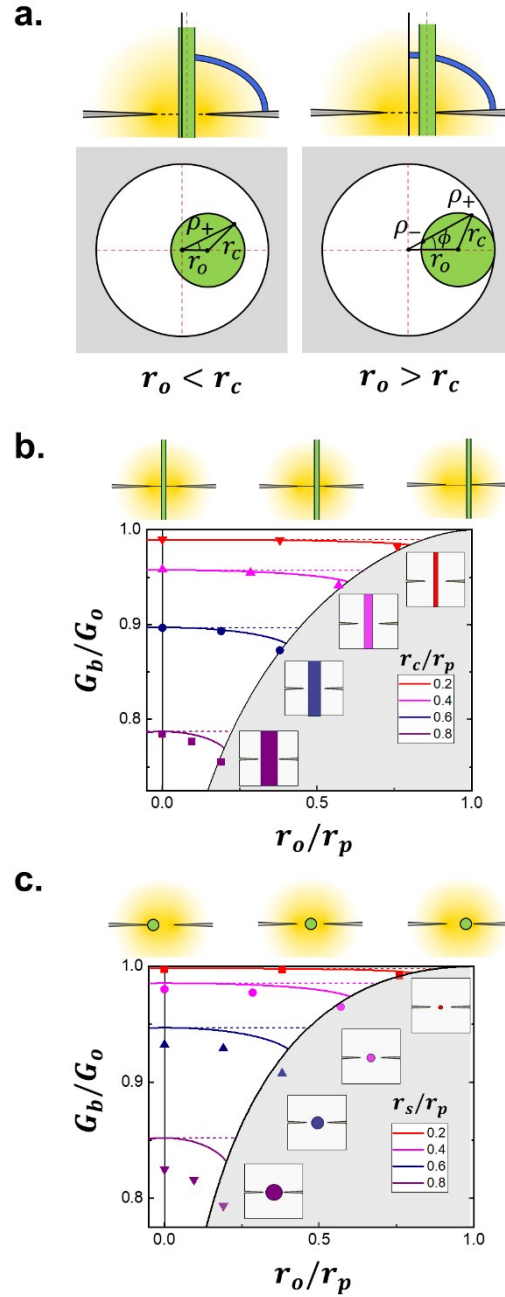 a.
ρ₊
r_c
r_o
ρ₋
ϕ
ρ₊
r_c
r_o
r_o < r_c
r_o > r_c
b.
1.0
0.9
0.8
G_b/G_o
r_c/r_p
0.2
0.4
0.6
0.8
0.0
0.5
1.0
r_o/r_p
c.
1.0
0.9
0.8
G_b/G_o
r_s/r_p
0.2
0.4
0.6
0.8
0.0
0.5
1.0
r_o/r_p